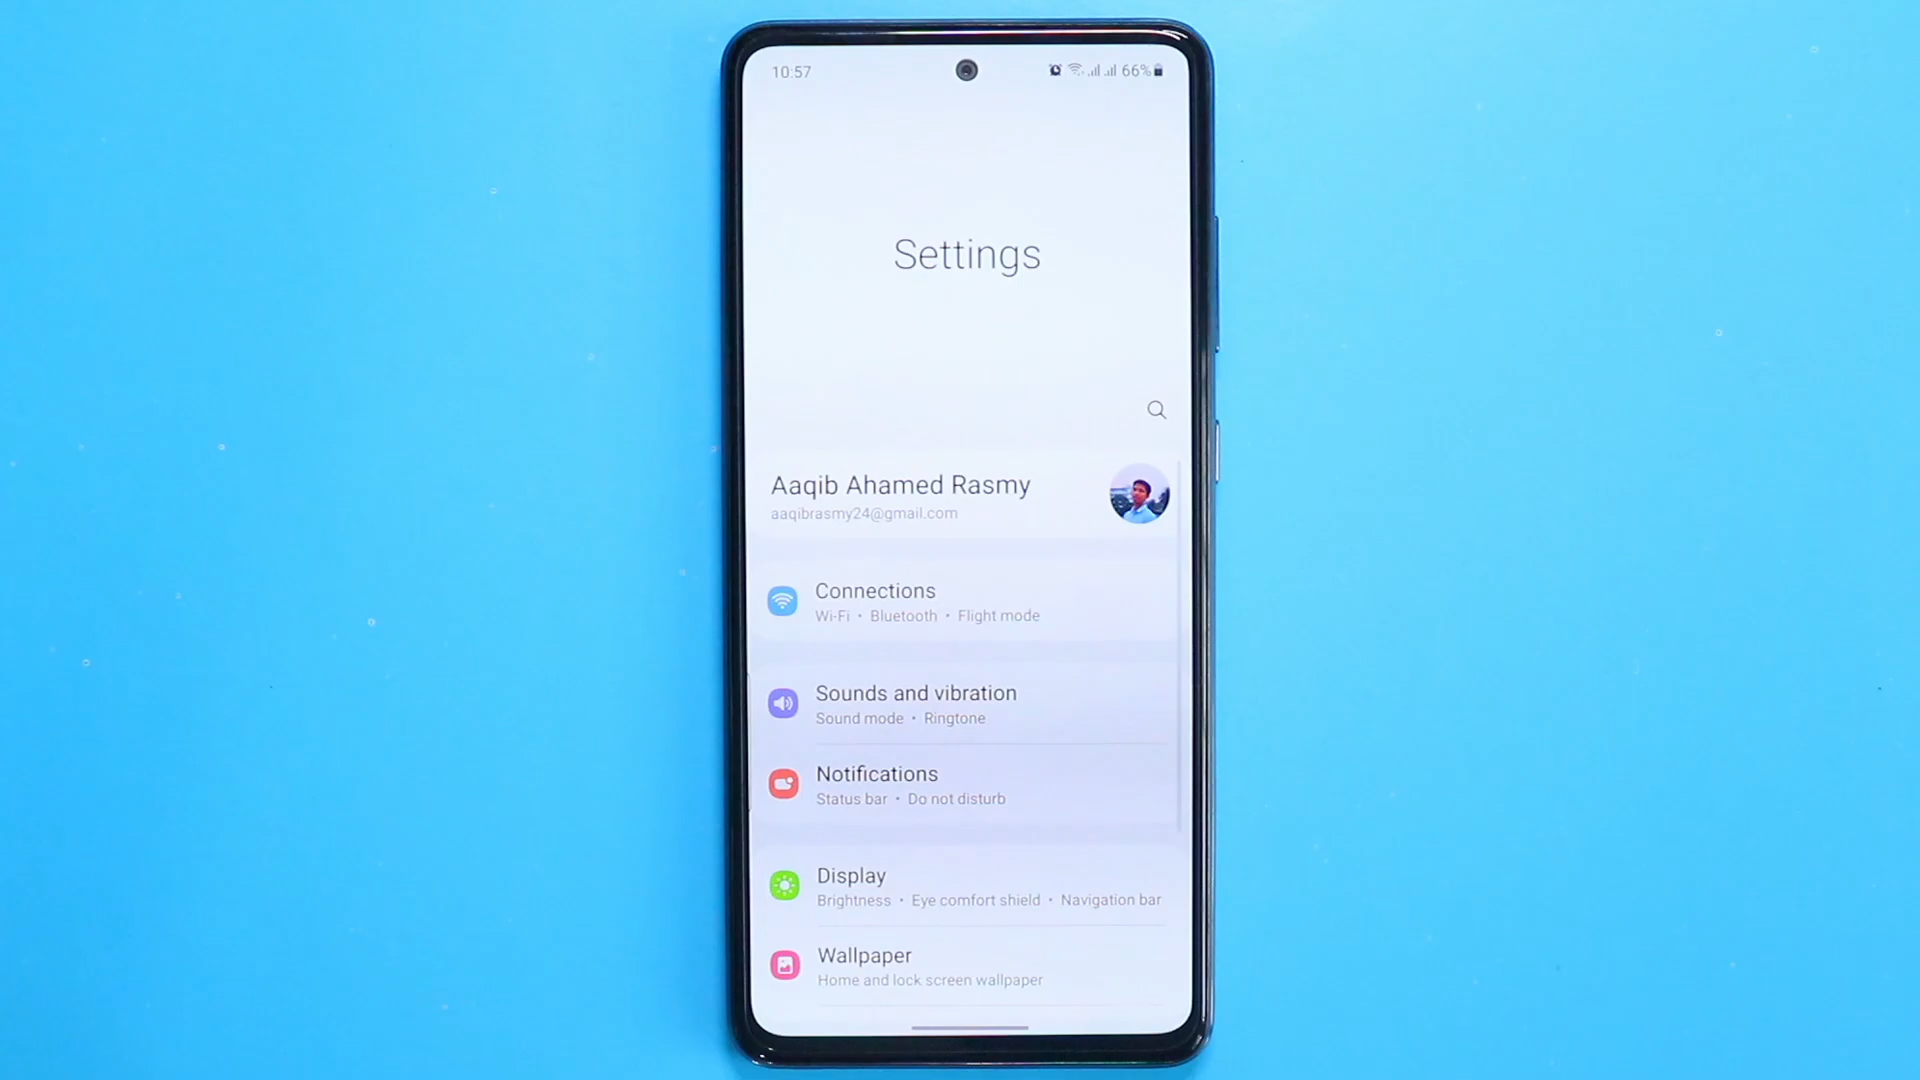 10:57
66%
Settings
Aaqib Ahamed Rasmy
aaqibrasmy24@gmail.com
Connections
Wi-Fi • Bluetooth • Flight mode
Sounds and vibration
Sound mode • Ringtone
Notifications
Status bar • Do not disturb
Display
Brightness • Eye comfort shield • Navigation bar
Wallpaper
Home and lock screen wallpaper